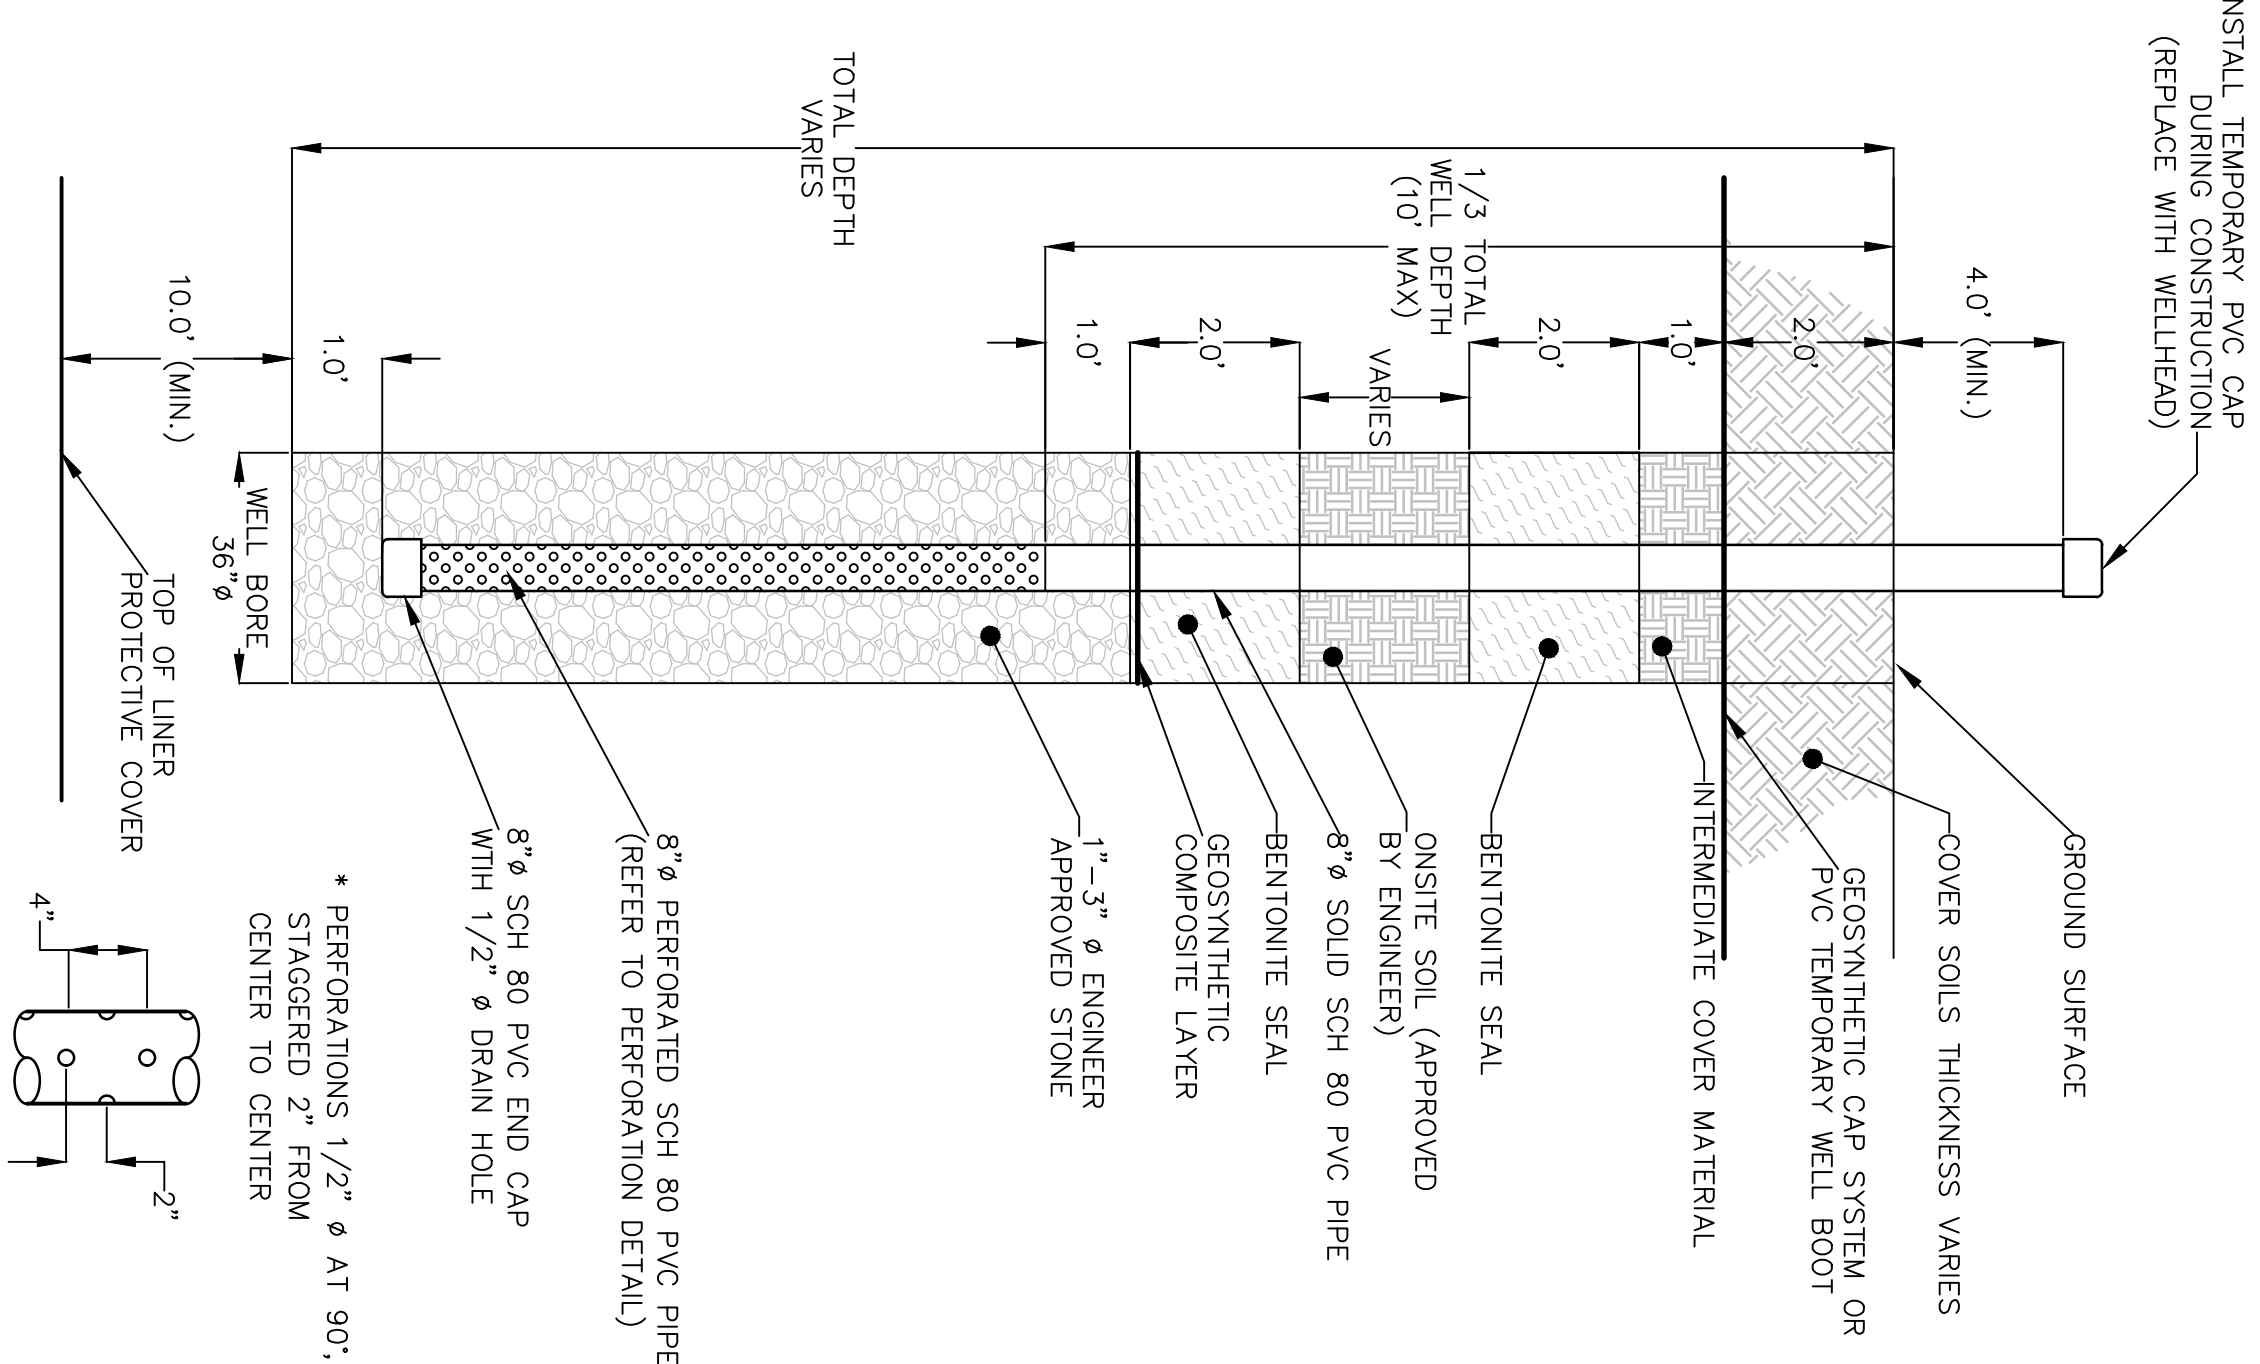 NSTALL TEMPORARY PVC CAP
DURING CONSTRUCTION
(REPLACE WITH WELLHEAD)
4.0' (MIN.)
2.0'
1.0'
2.0'
VARIES
2.0'
1.0'
1/3 TOTAL
WELL DEPTH
(10' MAX)
TOTAL DEPTH
VARIES
1.0'
10.0' (MIN.)
WELL BORE
36"ø
TOP OF LINER
PROTECTIVE COVER
GROUND SURFACE
COVER SOILS THICKNESS VARIES
GEOSYNTHETIC CAP SYSTEM OR
PVC TEMPORARY WELL BOOT
INTERMEDIATE COVER MATERIAL
BENTONITE SEAL
ONSITE SOIL (APPROVED
BY ENGINEER)
8"ø SOLID SCH 80 PVC PIPE
BENTONITE SEAL
GEOSYNTHETIC
COMPOSITE LAYER
1"-3" ø ENGINEER
APPROVED STONE
8"ø PERFORATED SCH 80 PVC PIPE
(REFER TO PERFORATION DETAIL)
8"ø SCH 80 PVC END CAP
WTIH 1/2" ø DRAIN HOLE
* PERFORATIONS 1/2" ø AT 90°,
STAGGERED 2" FROM
CENTER TO CENTER
4"
2"